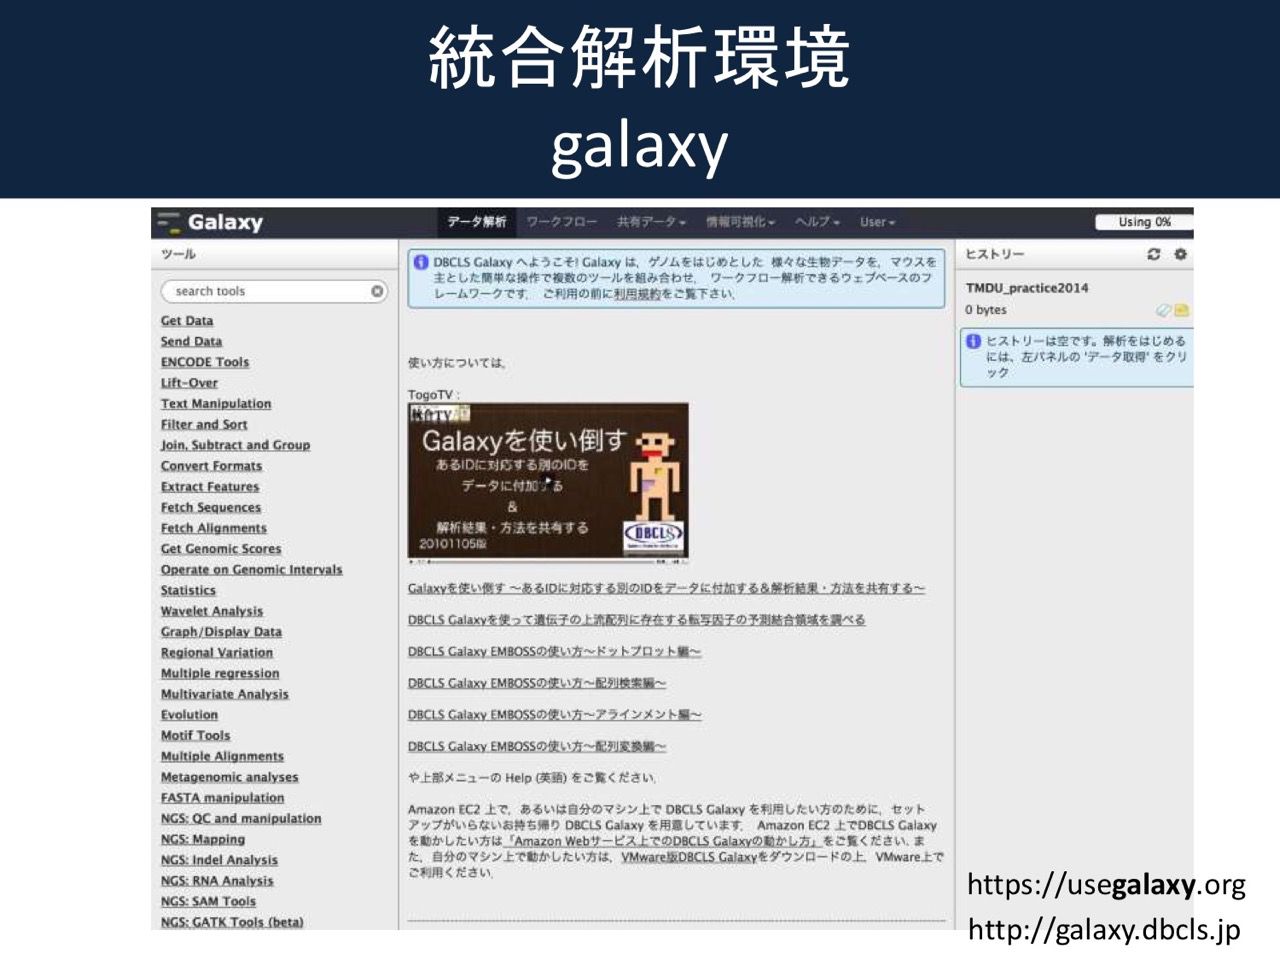 統合解析環境
galaxy
Galaxy
データ解析 ワークフロー 共有データ 情報可視化 ヘルプ User
Using 0%
ツール
search tools
Get Data
Send Data
ENCODE Tools
Lift-Over
Text Manipulation
Filter and Sort
Join, Subtract and Group
Convert Formats
Extract Features
Fetch Sequences
Fetch Alignments
Get Genomic Scores
Operate on Genomic Intervals
Statistics
Wavelet Analysis
Graph/Display Data
Regional Variation
Multiple regression
Multivariate Analysis
Evolution
Motif Tools
Multiple Alignments
Metagenomic analyses
FASTA manipulation
NGS: QC and manipulation
NGS: Mapping
NGS: Indel Analysis
NGS: RNA Analysis
NGS: SAM Tools
NGS: GATK Tools (beta)
DBCLS Galaxy へようこそ! Galaxy は、ゲノムをはじめとした 様々な生物データを、マウスを
主とした簡単な操作で複数のツールを組み合わせ、 ワークフロー解析できるウェブベースのフ
レームワークです． ご利用の前に利用規約をご覧下さい．
使い方については、
TogoTV :
統合TV
Galaxyを使い倒す
あるIDに対応する別のIDを
データに付加する
&
解析結果・方法を共有する
20101105版
DBCLS
Galaxyを使い倒す ～あるIDに対応する別のIDをデータに付加する&解析結果・方法を共有する～
DBCLS Galaxyを使って遺伝子の上流配列に存在する転写因子の予測結合領域を調べる
DBCLS Galaxy EMBOSSの使い方～ドットプロット編～
DBCLS Galaxy EMBOSSの使い方～配列検索編～
DBCLS Galaxy EMBOSSの使い方～アラインメント編～
DBCLS Galaxy EMBOSSの使い方～配列変換編～
や上部メニューの Help (英語) をご覧ください．
Amazon EC2 上で、あるいは自分のマシン上で DBCLS Galaxy を利用したい方のために、セット
アップがいらないお持ち帰り DBCLS Galaxy を用意しています． Amazon EC2 上でDBCLS Galaxy
を動かしたい方は「Amazon Webサービス上でのDBCLS Galaxyの動かし方」をご覧ください．ま
た、自分のマシン上で動かしたい方は、VMware版DBCLS Galaxyをダウンロードの上、VMware上で
ご利用ください．
ヒストリー
TMDU_practice2014
0 bytes
ヒストリーは空です。解析をはじめる
には、左パネルの 'データ取得' をクリ
ック
https://usegalaxy.org
http://galaxy.dbcls.jp